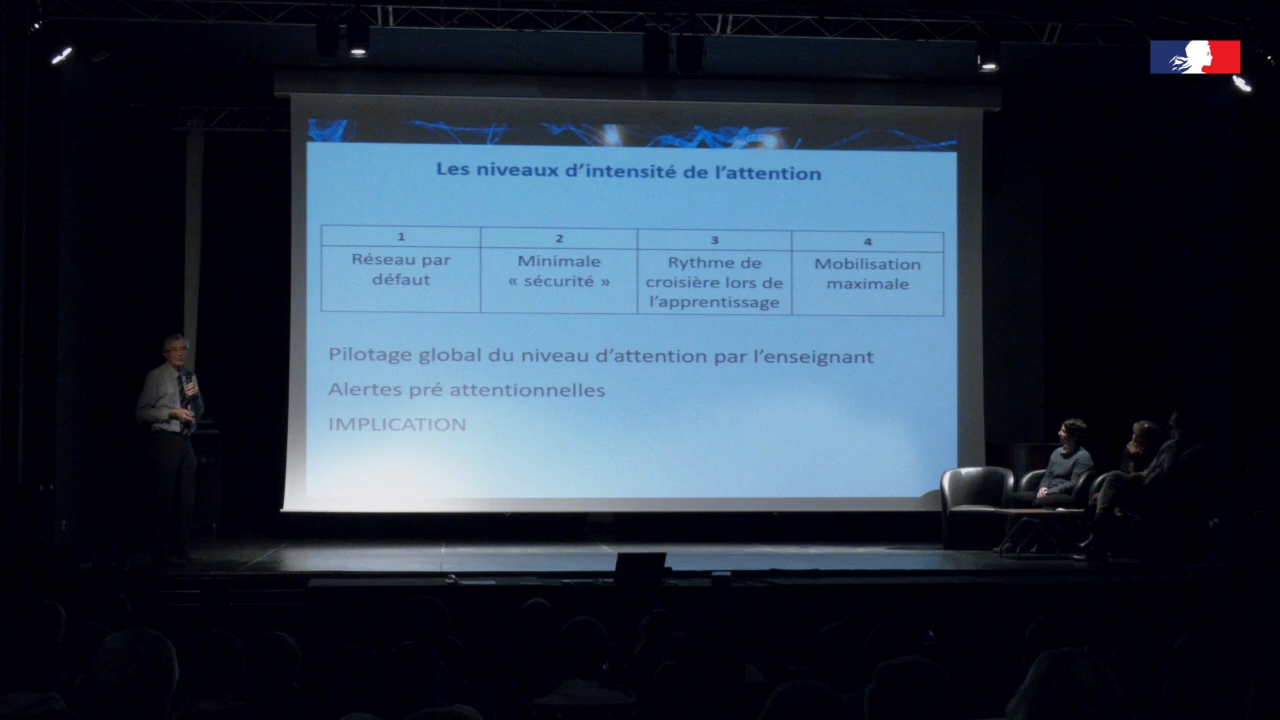 Les niveaux d'intensité de l'attention
1
2
3
4
Réseau par
défaut
Minimale
« sécurité »
Rythme de
croisière lors de
l'apprentissage
Mobilisation
maximale
Pilotage global du niveau d'attention par l'enseignant
Alertes pré attentionnelles
IMPLICATION